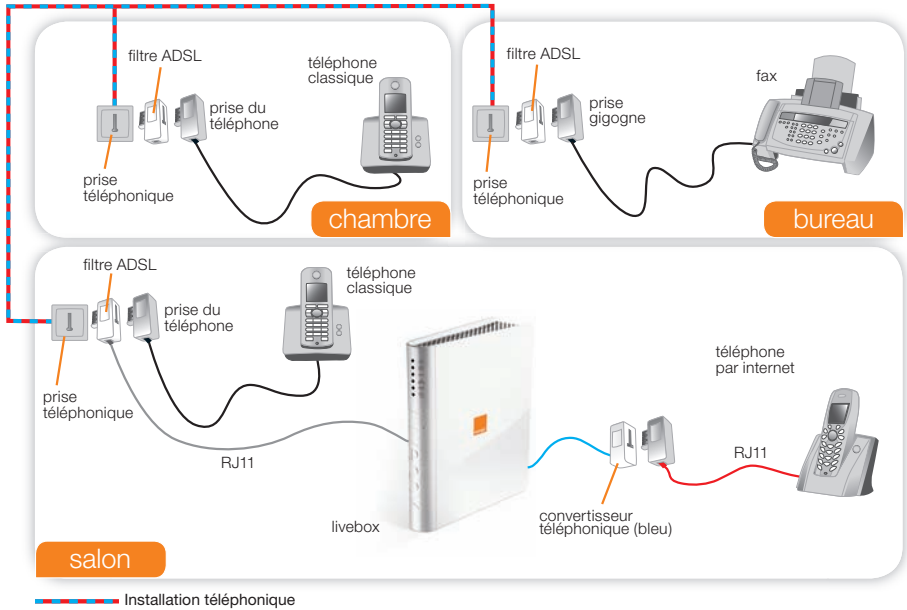 filtre ADSL
téléphone
classique
prise du
téléphone
prise
téléphonique
chambre
filtre ADSL
fax
prise
gigogne
prise
téléphonique
bureau
filtre ADSL
téléphone
classique
prise du
téléphone
prise
téléphonique
RJ11
livebox
téléphone
par internet
RJ11
convertisseur
téléphonique (bleu)
salon
Installation téléphonique